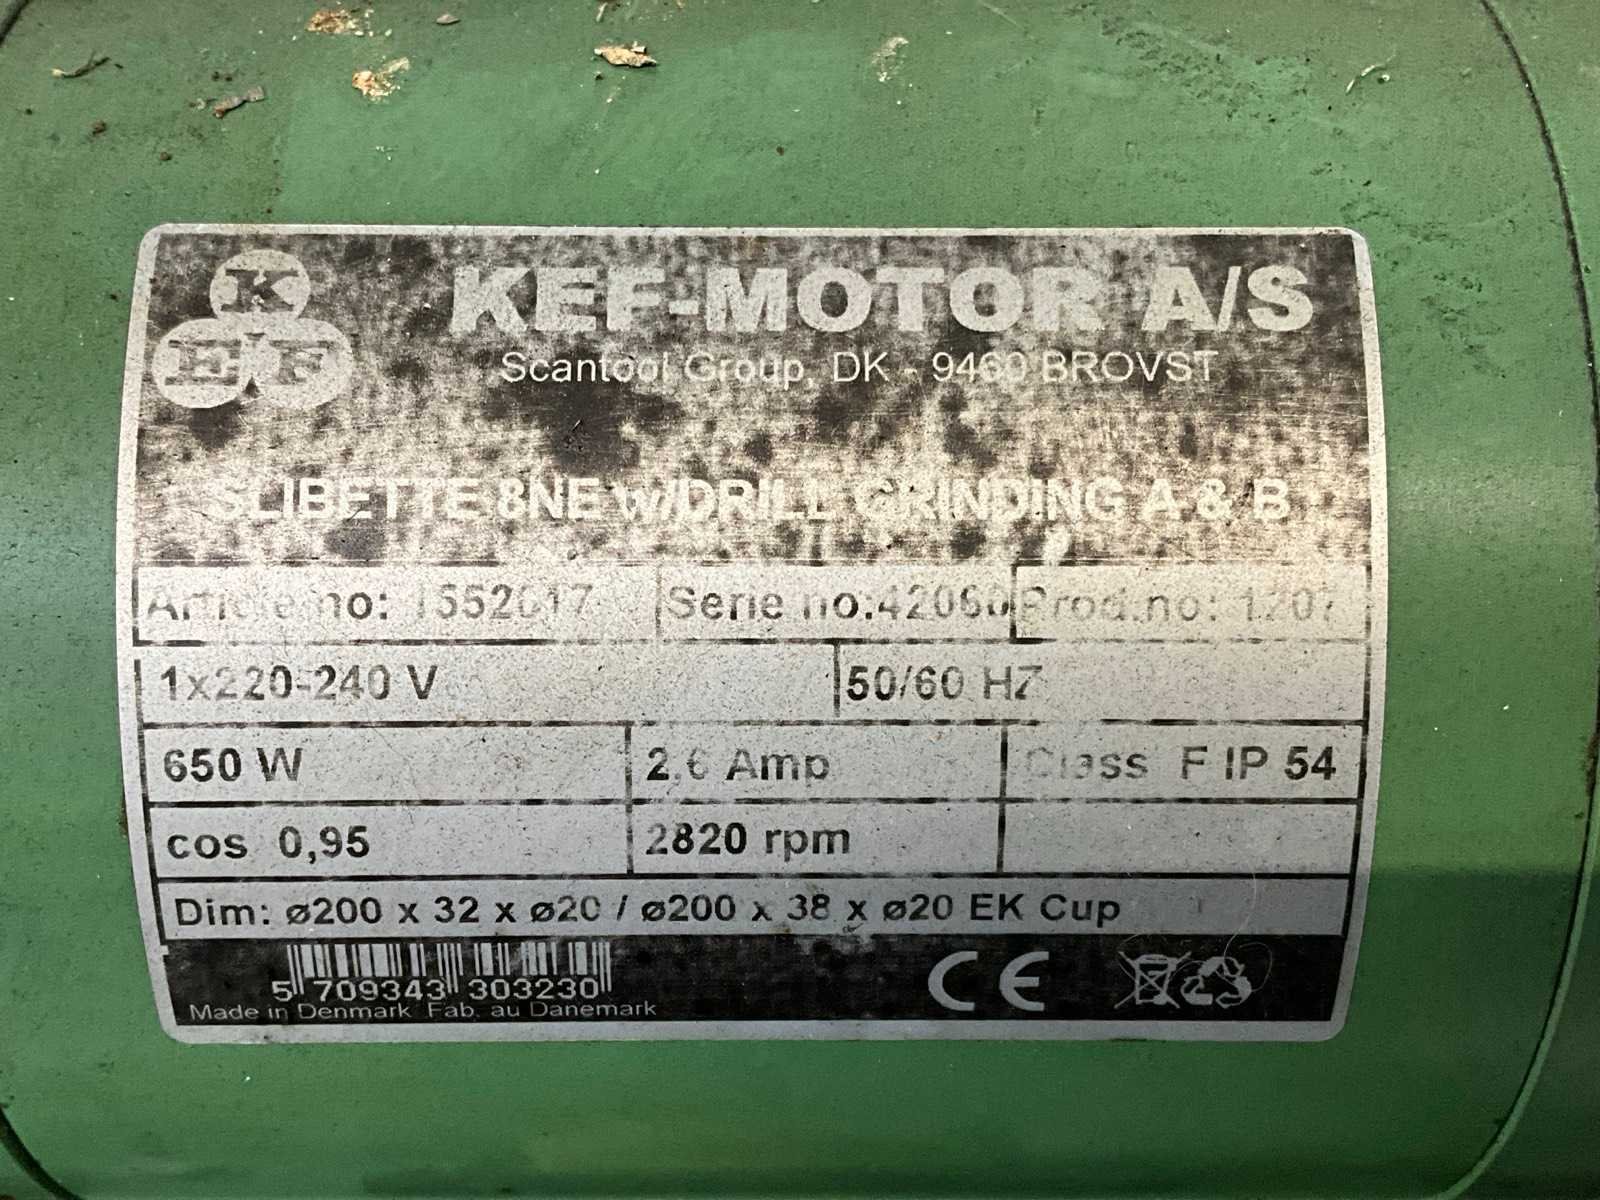 K
EF
KEF-MOTOR A/S
Scantool Group, DK - 9460 BROVST
SLIBETTE 8NE w/DRILL GRINDING A & B
Article no: 1552017 Serie no:42060 Prod.no: 1207
1x220-240 V 50/60 HZ
650 W 2.6 Amp Class F IP 54
cos 0,95 2820 rpm
Dim: ø200 x 32 x ø20 / ø200 x 38 x ø20 EK Cup
5 709343 303230
Made in Denmark Fab. au Danemark
CE